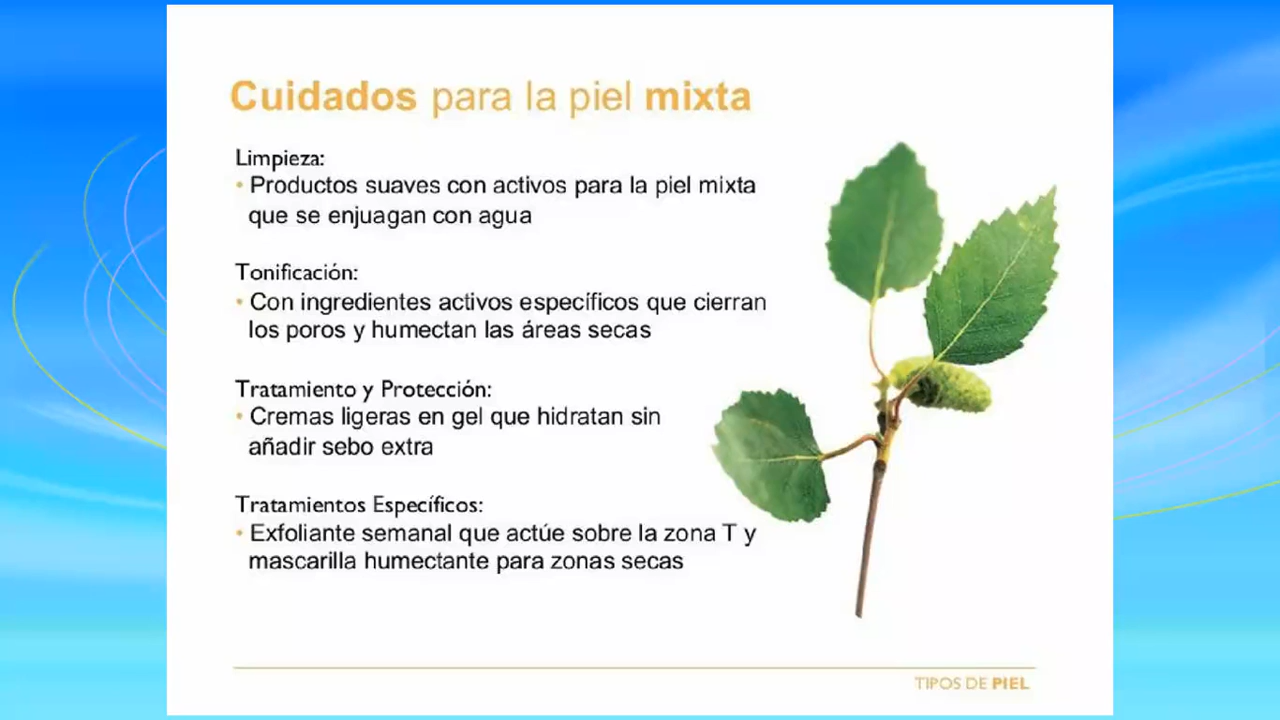 Cuidados para la piel mixta
Limpieza:
• Productos suaves con activos para la piel mixta
que se enjuagan con agua
Tonificación:
• Con ingredientes activos específicos que cierran
los poros y humectan las áreas secas
Tratamiento y Protección:
• Cremas ligeras en gel que hidratan sin
añadir sebo extra
Tratamientos Específicos:
• Exfoliante semanal que actúe sobre la zona T y
mascarilla humectante para zonas secas
TIPOS DE PIEL